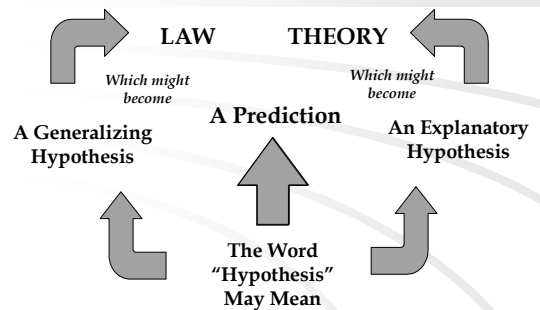 LAW
THEORY
Which might
become
Which might
become
A Prediction
A Generalizing
Hypothesis
An Explanatory
Hypothesis
The Word
“Hypothesis”
May Mean